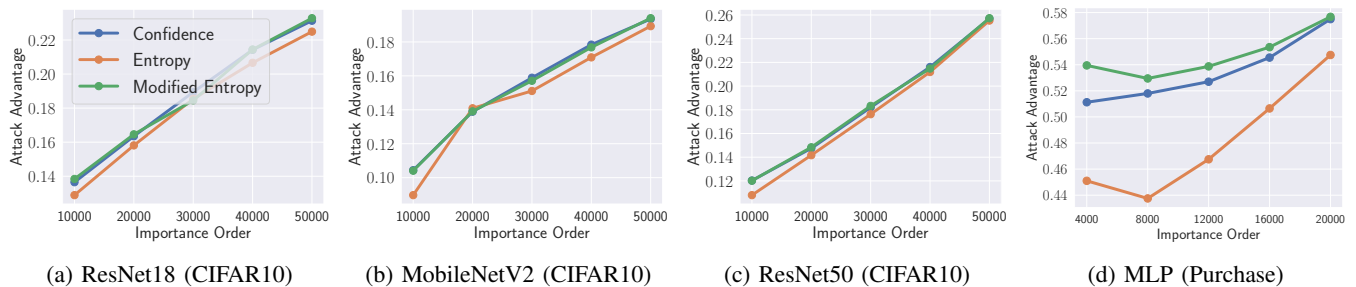 0.22
0.20
0.18
0.16
0.14
Attack Advantage
Confidence
Entropy
Modified Entropy
10000 20000 30000 40000 50000
Importance Order
(a) ResNet18 (CIFAR10)
0.18
0.16
0.14
0.12
0.10
Attack Advantage
10000 20000 30000 40000 50000
Importance Order
(b) MobileNetV2 (CIFAR10)
0.26
0.24
0.22
0.20
0.18
0.16
0.14
0.12
Attack Advantage
10000 20000 30000 40000 50000
Importance Order
(c) ResNet50 (CIFAR10)
0.58
0.56
0.54
0.51
0.50
0.48
0.46
0.44
Attack Advantage
4000 8000 12000 16000 20000
Importance Order
(d) MLP (Purchase)